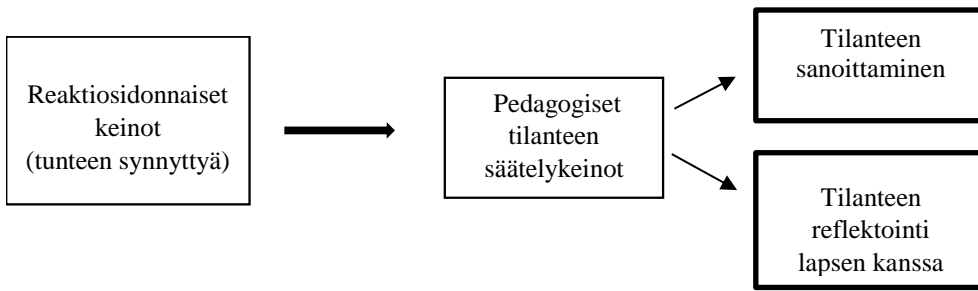 Reaktiosidonnaiset
keinot
(tunteen synnyttyä)
Pedagogiset
tilanteen
säätelykeinot
Tilanteen
sanoittaminen
Tilanteen
reflektointi
lapsen kanssa